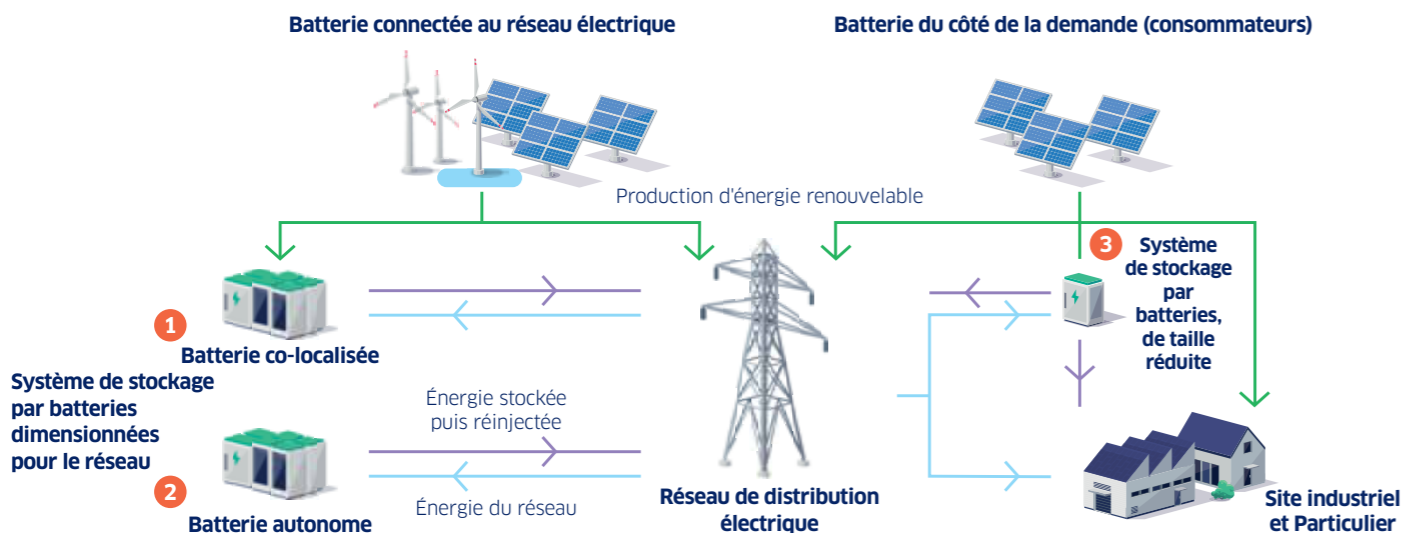 Batterie connectée au réseau électrique
Batterie du côté de la demande (consommateurs)
Production d'énergie renouvelable
3
Système
de stockage
par
batteries,
de taille
réduite
1
Batterie co-localisée
Système de stockage
par batteries
dimensionnées
pour le réseau
Énergie stockée
puis réinjectée
2
Batterie autonome
Énergie du réseau
Réseau de distribution
électrique
Site industriel
et Particulier